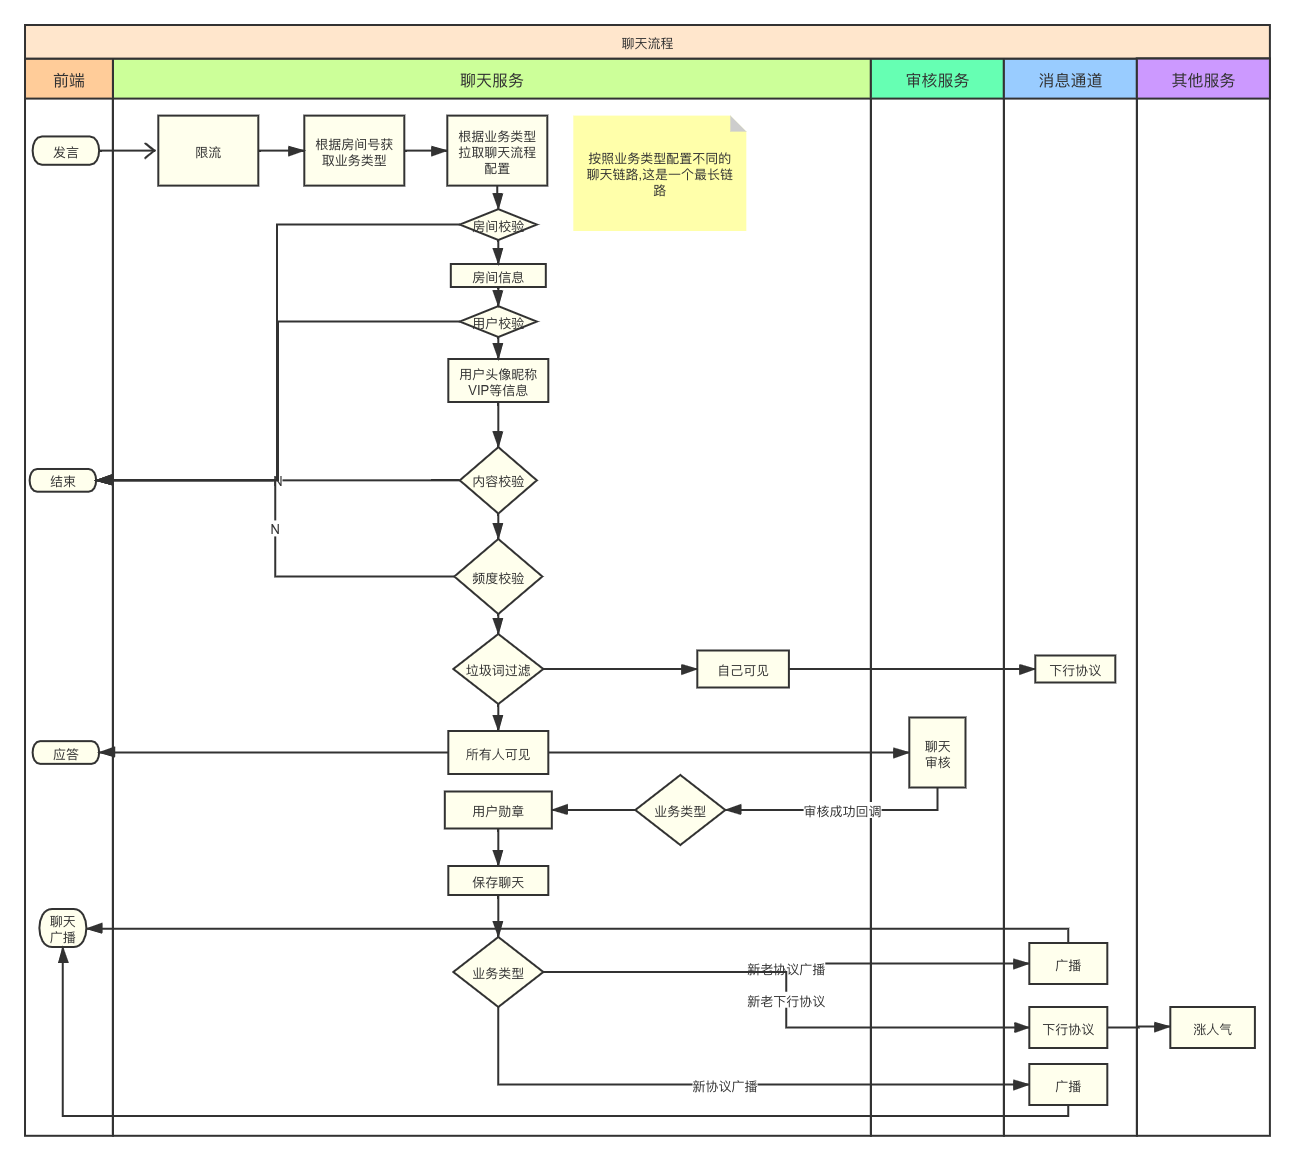 聊天流程
前端
聊天服务
审核服务
消息通道
其他服务
发言
限流
根据房间号获
取业务类型
根据业务类型
拉取聊天流程
配置
按照业务类型配置不同的
聊天链路,这是一个最长链
路
房间校验
房间信息
用户校验
用户头像昵称
VIP等信息
结束
N
内容校验
N
频度校验
垃圾词过滤
自己可见
下行协议
应答
所有人可见
聊天
审核
用户勋章
业务类型
审核成功回调
保存聊天
聊天
广播
业务类型
新老协议广播
广播
新老下行协议
下行协议
涨人气
新协议广播
广播